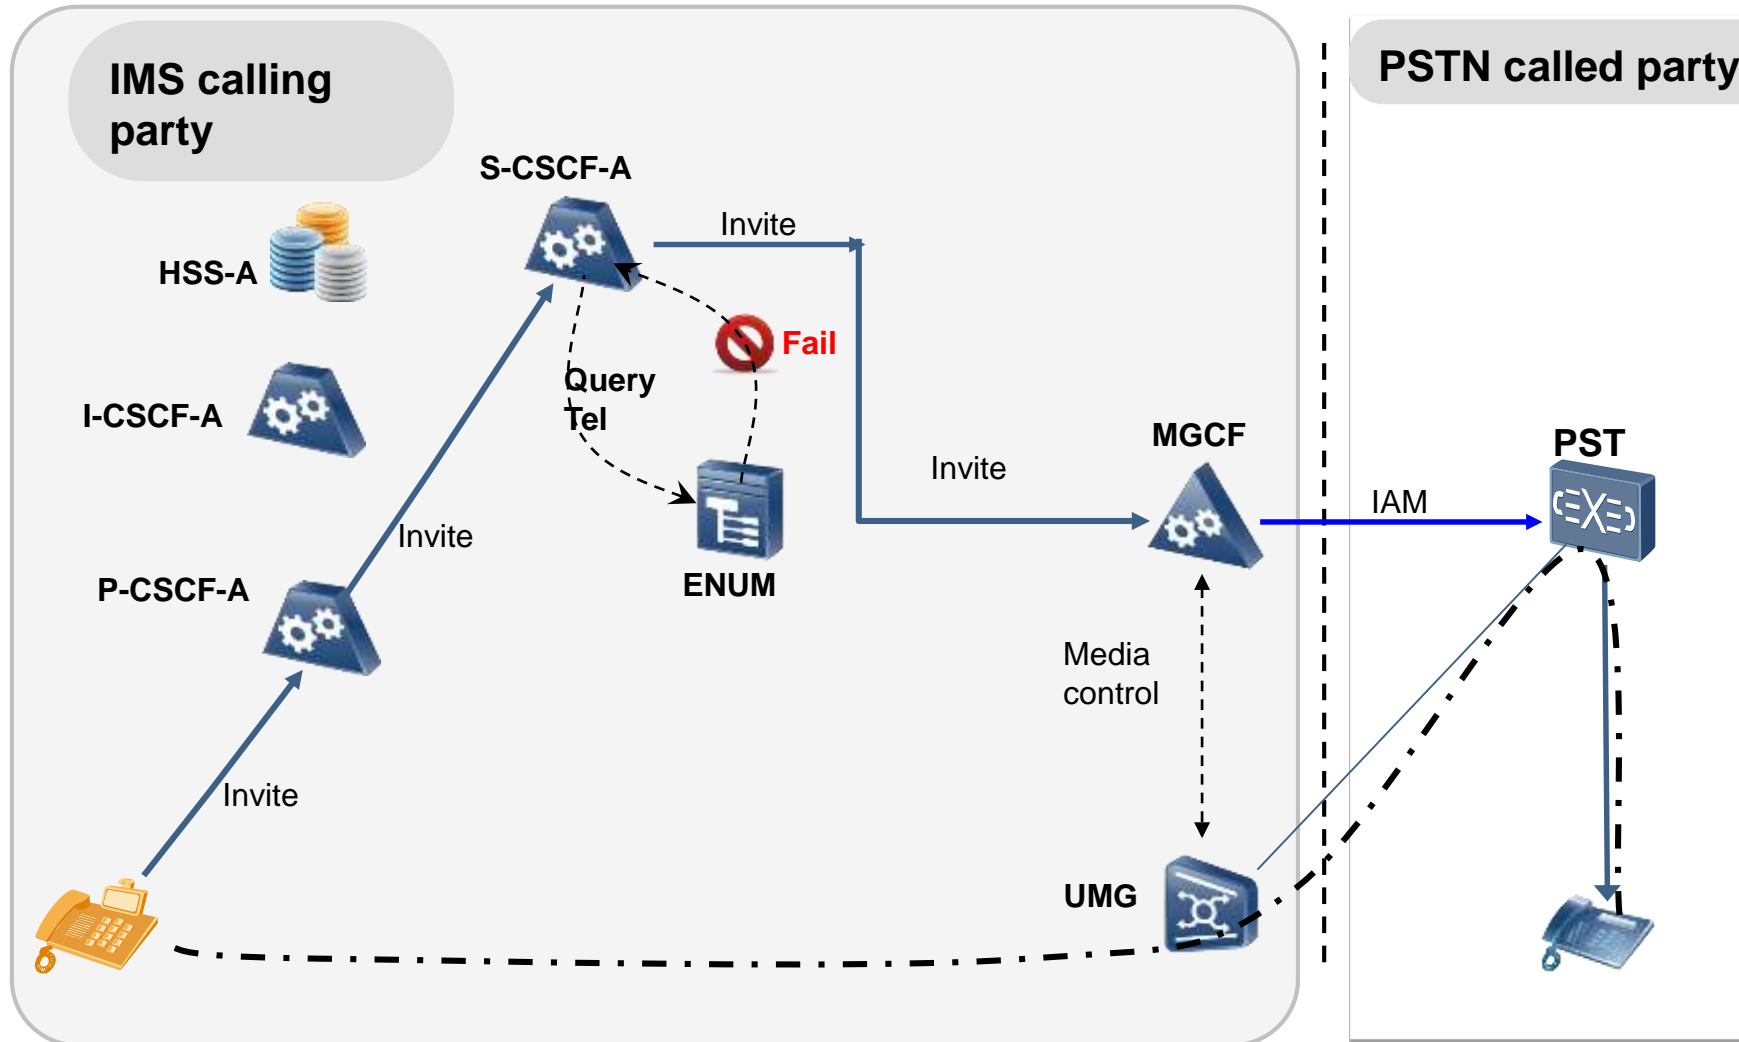 IMS calling
party
PSTN called party
S-CSCF-A
Invite
HSS-A
Fail
Query
Tel
I-CSCF-A
MGCF
PST
Invite
IAM
Invite
ENUM
P-CSCF-A
Media
control
Invite
UMG